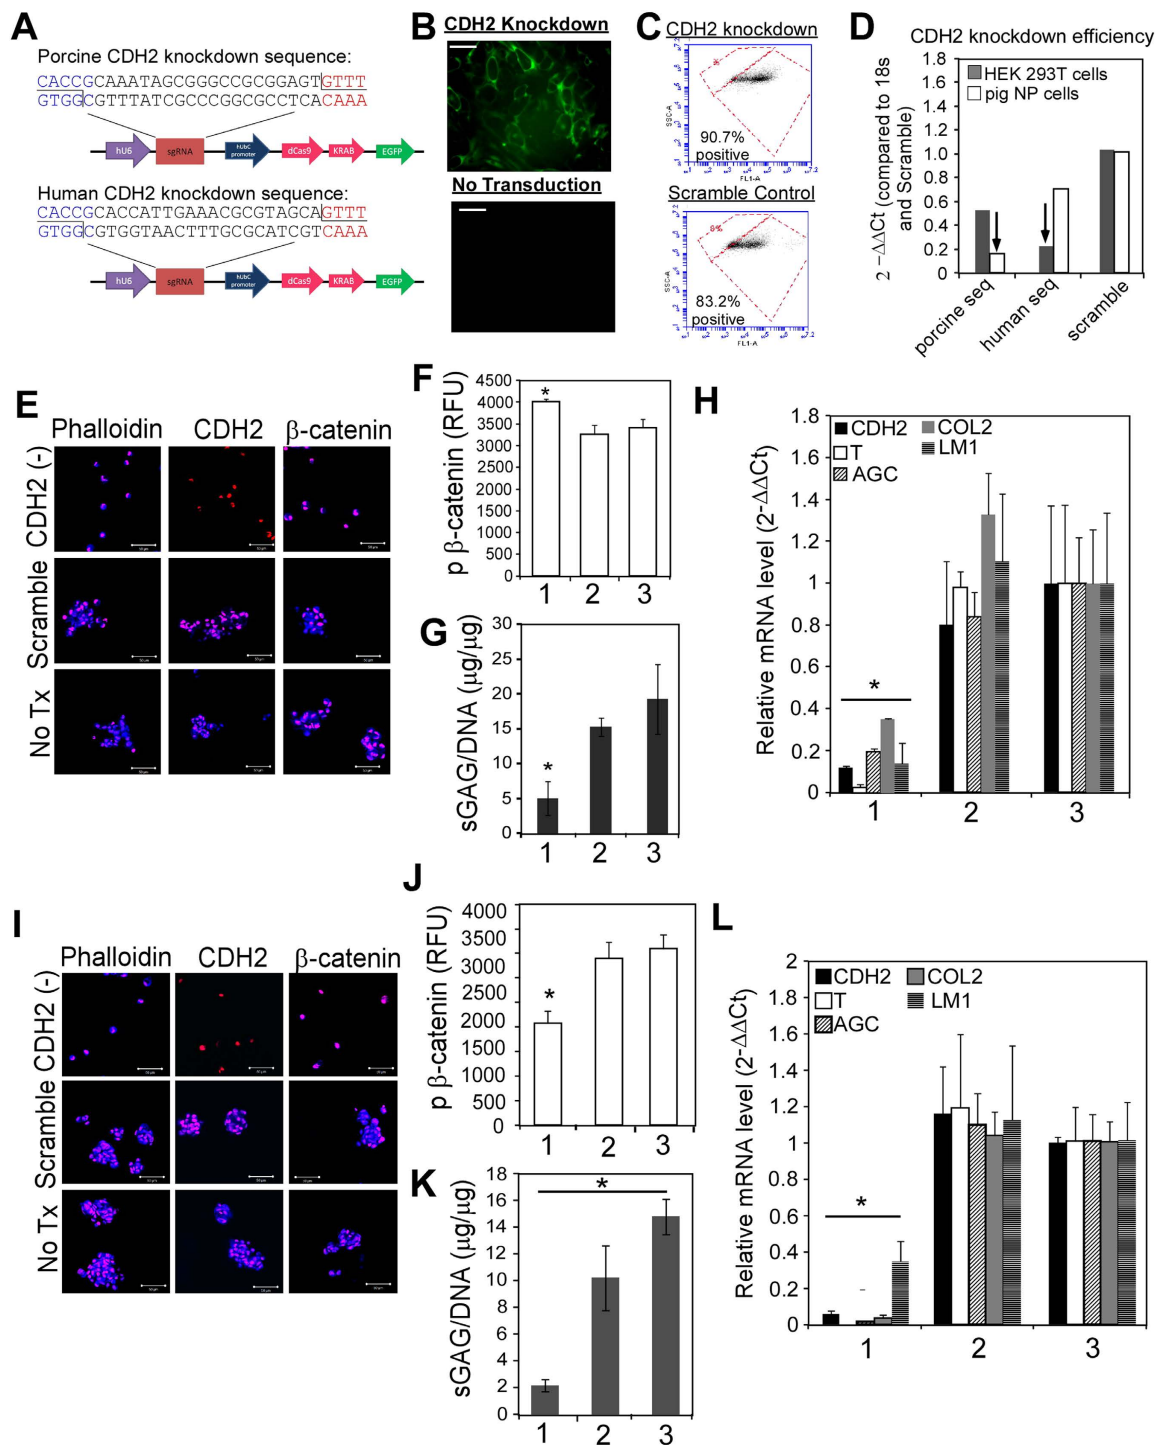 A
Porcine CDH2 knockdown sequence:
CACCGCAAATAGCGGGCCGCGGAGTGTTT
GTGGCGTTTATCGCCCGGCGCCTCACAAA
hU6
sgRNA
hUbC promoter
dCas9
KRAB
EGFP
Human CDH2 knockdown sequence:
CACCGCACCATTGAAACGCGTAGCAGTTT
GTGGCGTGGTAACTTTGCGCATCGTCAAA
hU6
sgRNA
hUbC promoter
dCas9
KRAB
EGFP
B
CDH2 Knockdown
No Transduction
C
CDH2 knockdown
90.7%
positive
SSC-A
FL1-A
Scramble Control
83.2%
positive
SSC-A
FL1-A
D
CDH2 knockdown efficiency
HEK 293T cells
pig NP cells
2 -ΔΔCt (compared to 18s
and Scramble)
1.8
1.6
1.4
1.2
1.0
0.8
0.6
0.4
0.2
0
porcine seq
human seq
scramble
E
Phalloidin
CDH2
β-catenin
CDH2 (-)
Scramble
No Tx
F
p β-catenin (RFU)
4500
4000
3500
3000
2500
2000
1500
1000
500
0
*
1 2 3
G
sGAG/DNA (μg/μg)
30
25
20
15
10
5
0
*
1 2 3
H
Relative mRNA level (2-ΔΔCt)
1.8
1.6
1.4
1.2
1
0.8
0.6
0.4
0.2
0
CDH2
COL2
T
LM1
AGC
*
1 2 3
I
Phalloidin
CDH2
β-catenin
CDH2 (-)
Scramble
No Tx
J
p β-catenin (RFU)
4000
3500
3000
2500
2000
1500
1000
500
0
*
1 2 3
K
sGAG/DNA (μg/μg)
18
16
14
12
10
8
6
4
2
0
*
1 2 3
L
Relative mRNA level (2-ΔΔCt)
2
1.8
1.6
1.4
1.2
1
0.8
0.6
0.4
0.2
0
CDH2
COL2
T
LM1
AGC
*
1 2 3